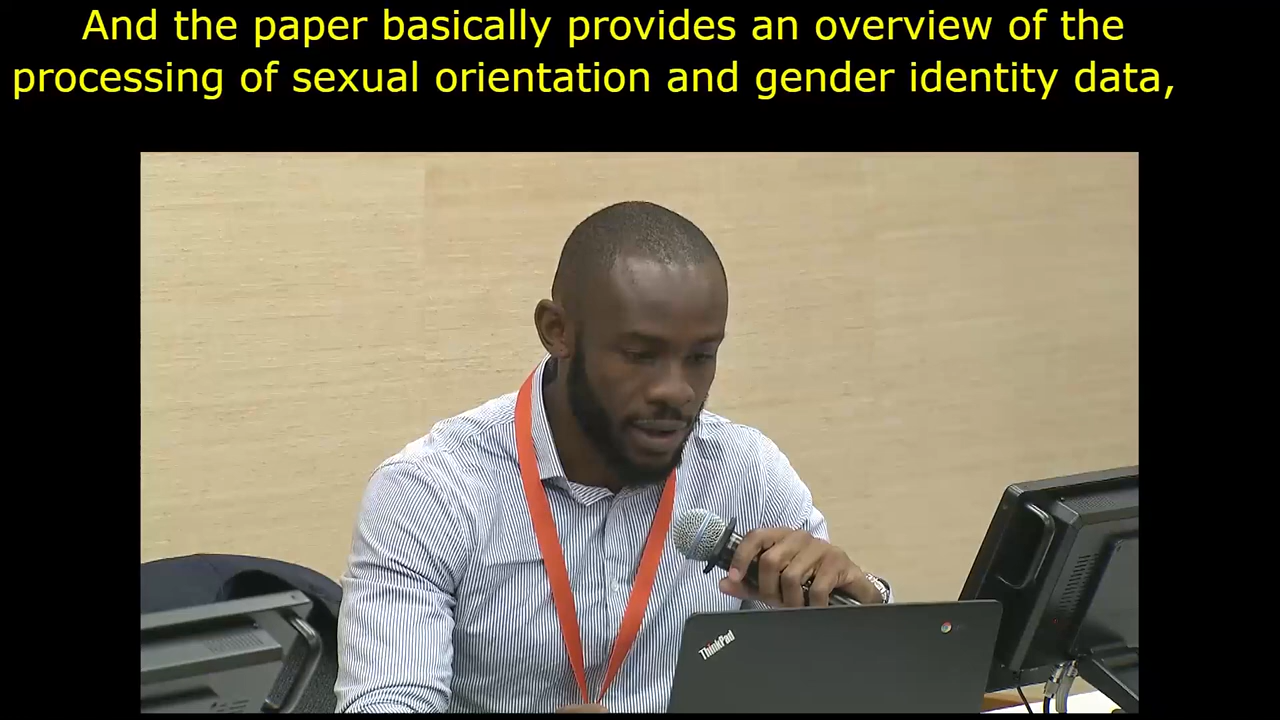 And the paper basically provides an overview of the
processing of sexual orientation and gender identity data,
ThinkPad